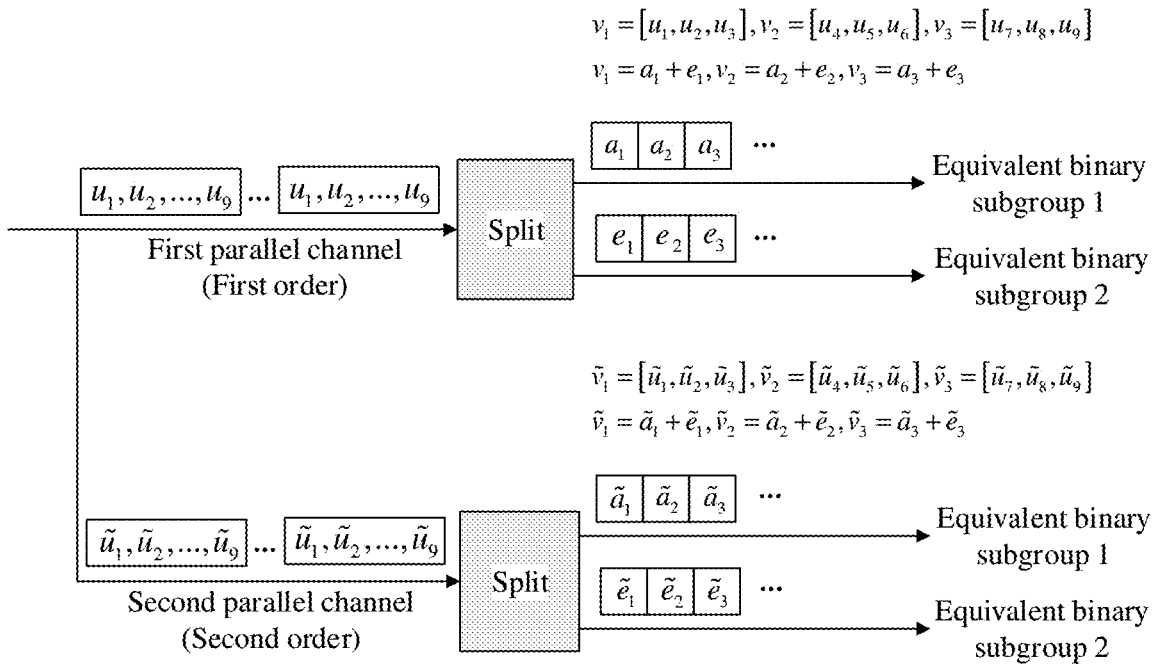 v₁ = [u₁, u₂, u₃], v₂ = [u₄, u₅, u₆], v₃ = [u₇, u₈, u₉]
v₁ = a₁ + e₁, v₂ = a₂ + e₂, v₃ = a₃ + e₃
a₁ a₂ a₃ ...
u₁, u₂, ..., u₉ ... u₁, u₂, ..., u₉
Equivalent binary
subgroup 1
Split
e₁ e₂ e₃ ...
First parallel channel
(First order)
Equivalent binary
subgroup 2
ṽ₁ = [ũ₁, ũ₂, ũ₃], ṽ₂ = [ũ₄, ũ₅, ũ₆], ṽ₃ = [ũ₇, ũ₈, ũ₉]
ṽ₁ = ã₁ + ẽ₁, ṽ₂ = ã₂ + ẽ₂, ṽ₃ = ã₃ + ẽ₃
ã₁ ã₂ ã₃ ...
ũ₁, ũ₂, ..., ũ₉ ... ũ₁, ũ₂, ..., ũ₉
Equivalent binary
subgroup 1
Split
ẽ₁ ẽ₂ ẽ₃ ...
Second parallel channel
(Second order)
Equivalent binary
subgroup 2